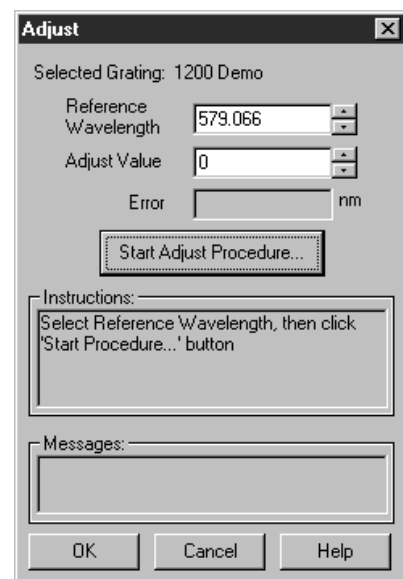 Adjust
Selected Grating: 1200 Demo
Reference
Wavelength
579.066
Adjust Value
0
Error
nm
Start Adjust Procedure...
Instructions:
Select Reference Wavelength, then click
'Start Procedure...' button
Messages:
OK
Cancel
Help